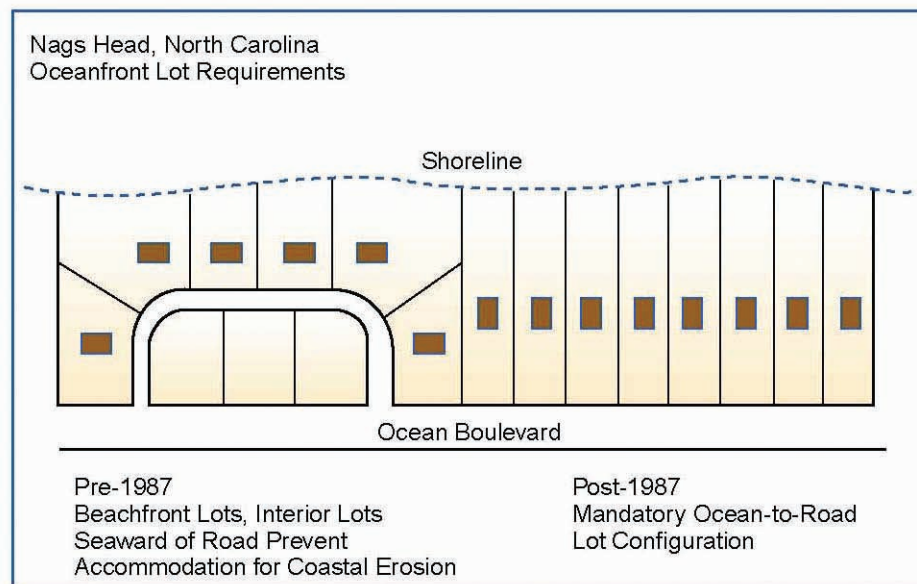 Nags Head, North Carolina
Oceanfront Lot Requirements
Shoreline
Ocean Boulevard
Pre-1987
Beachfront Lots, Interior Lots
Seaward of Road Prevent
Accommodation for Coastal Erosion
Post-1987
Mandatory Ocean-to-Road
Lot Configuration